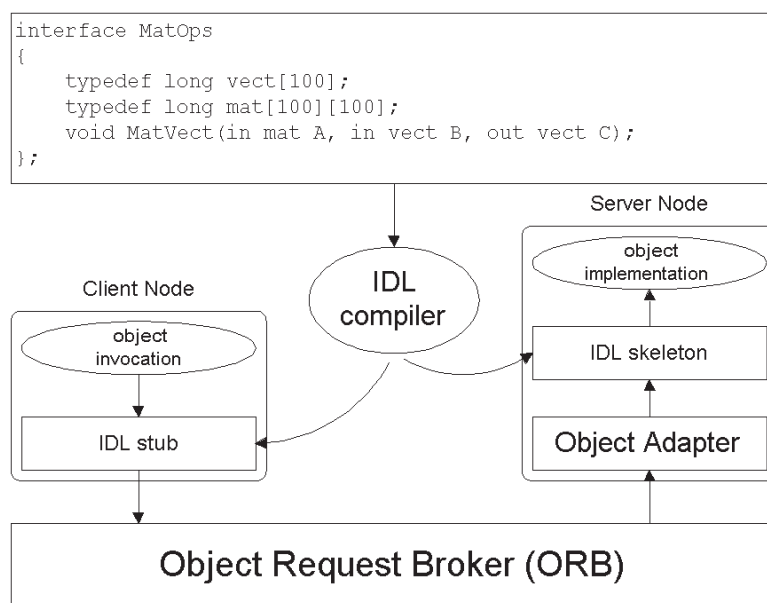 interface MatOps
{
    typedef long vect[100];
    typedef long mat[100][100];
    void MatVect(in mat A, in vect B, out vect C);
};
Server Node
object
implementation
IDL
compiler
Client Node
object
invocation
IDL skeleton
IDL stub
Object Adapter
Object Request Broker (ORB)